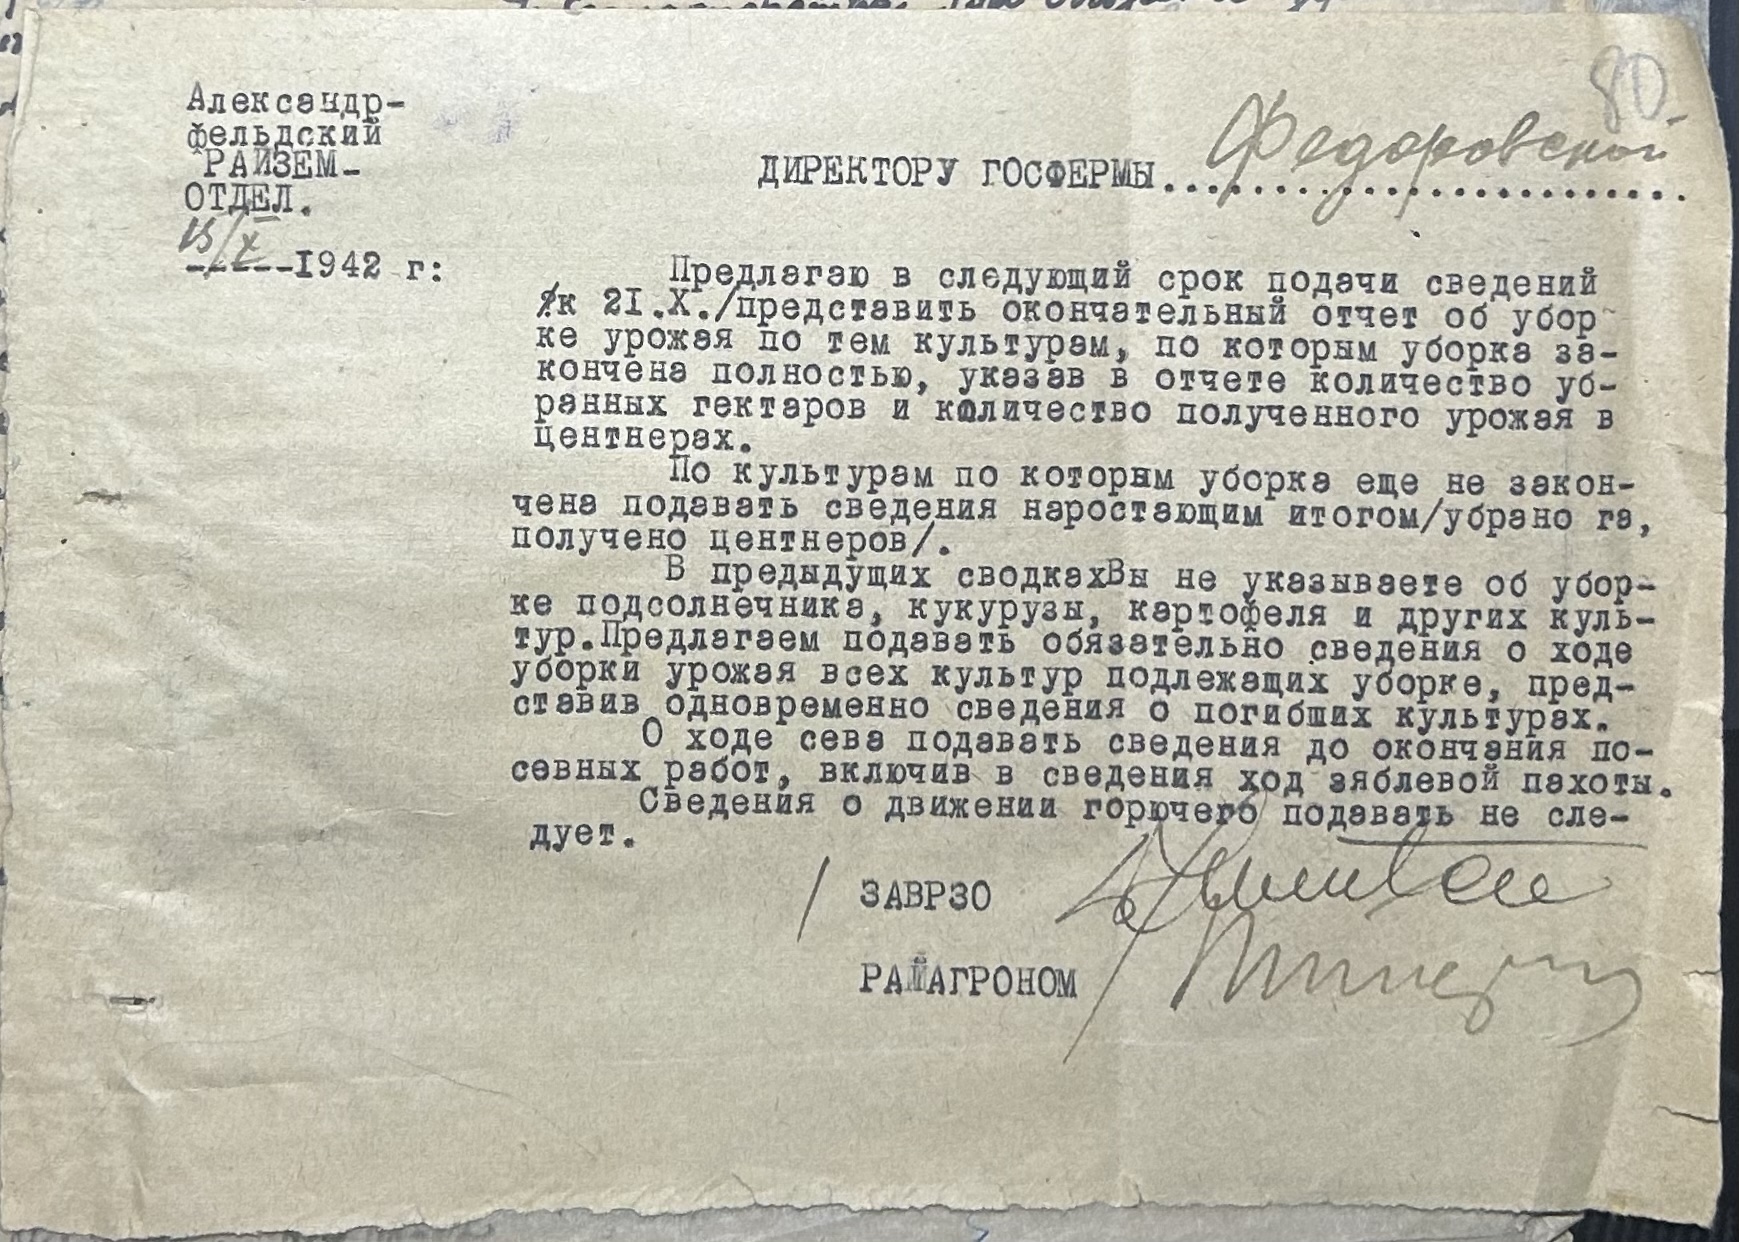 80.
Александр-
фельдский
РАЙЗЕМ-
ОТДЕЛ.
15/X
-----1942 г:
ДИРЕКТОРУ ГОСФЕРМЫ........................
Федоровской
Предлагаю в следующий срок подачи сведений
/к 21.X./представить окончательный отчет об убор
ке урожая по тем культурам, по которым уборка за-
кончена полностью, указав в отчете количество уб-
ранных гектаров и количество полученного урожая в
центнерах.
По культурам по которым уборка еще не закон-
чена подавать сведения наростающим итогом/убрано га,
получено центнеров/.
В предыдущих сводкахВы не указываете об убор-
ке подсолнечника, кукурузы, картофеля и других куль-
тур.Предлагаем подавать обязательно сведения о ходе
уборки урожая всех культур подлежащих уборке, пред-
ставив одновременно сведения о погибших культурах.
О ходе сева подавать сведения до окончания по-
севных работ, включив в сведения ход зяблевой пахоты.
Сведения о движении горючего подавать не сле-
дует.
/ ЗАВРЗО
РАЙАГРОНОМ